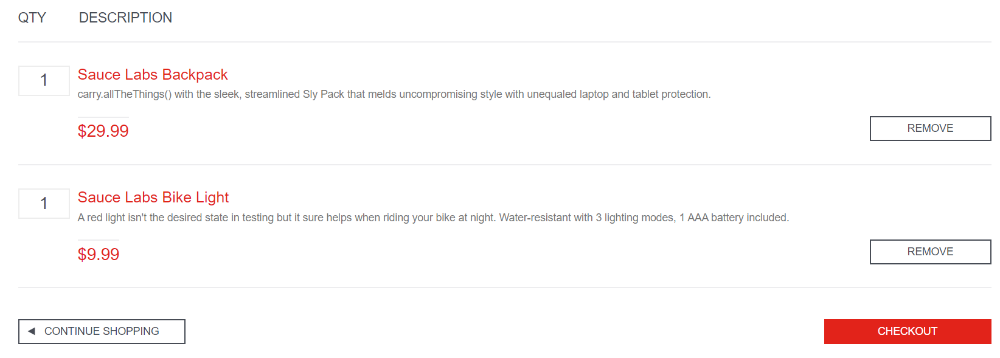 QTY DESCRIPTION
1 Sauce Labs Backpack
carry.allTheThings() with the sleek, streamlined Sly Pack that melds uncompromising style with unequaled laptop and tablet protection.
$29.99 REMOVE
1 Sauce Labs Bike Light
A red light isn't the desired state in testing but it sure helps when riding your bike at night. Water-resistant with 3 lighting modes, 1 AAA battery included.
$9.99 REMOVE
CONTINUE SHOPPING CHECKOUT